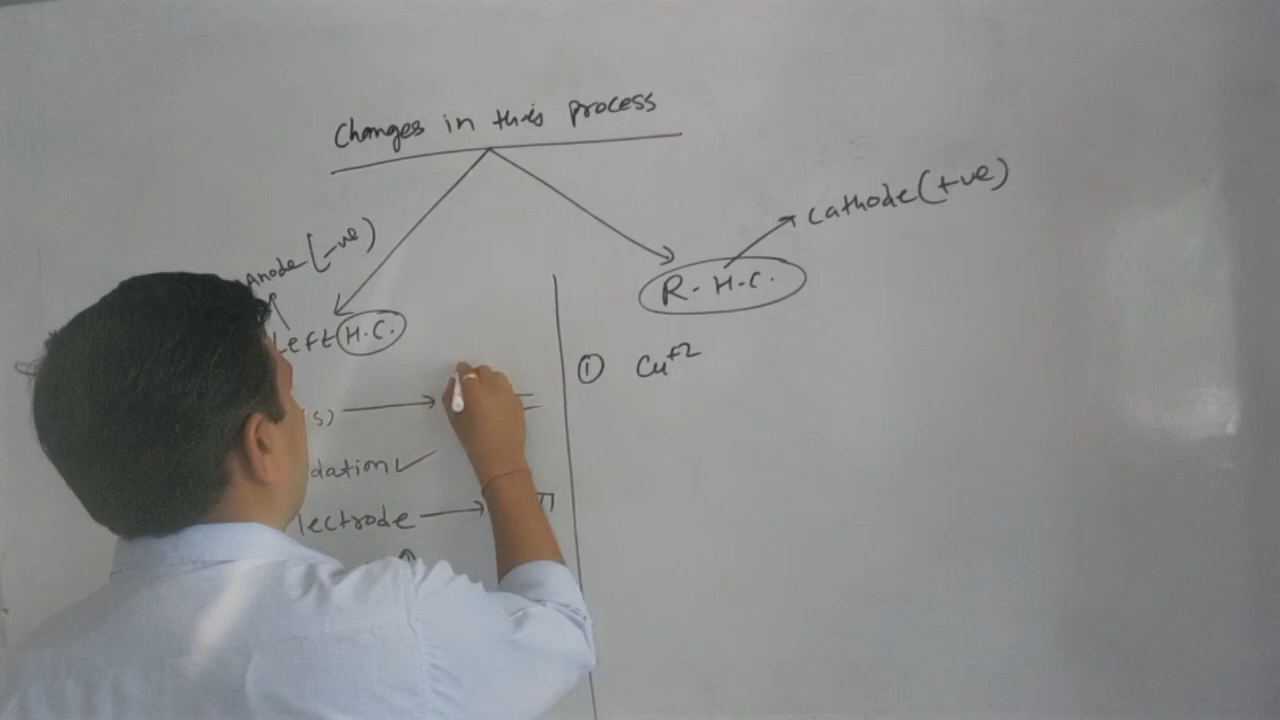 Changes in this process
Anode (-ve)
Cathode (+ve)
Left H.C.
R-H-C.
(s) →
dation ✓
lectrode →
① Cu+2